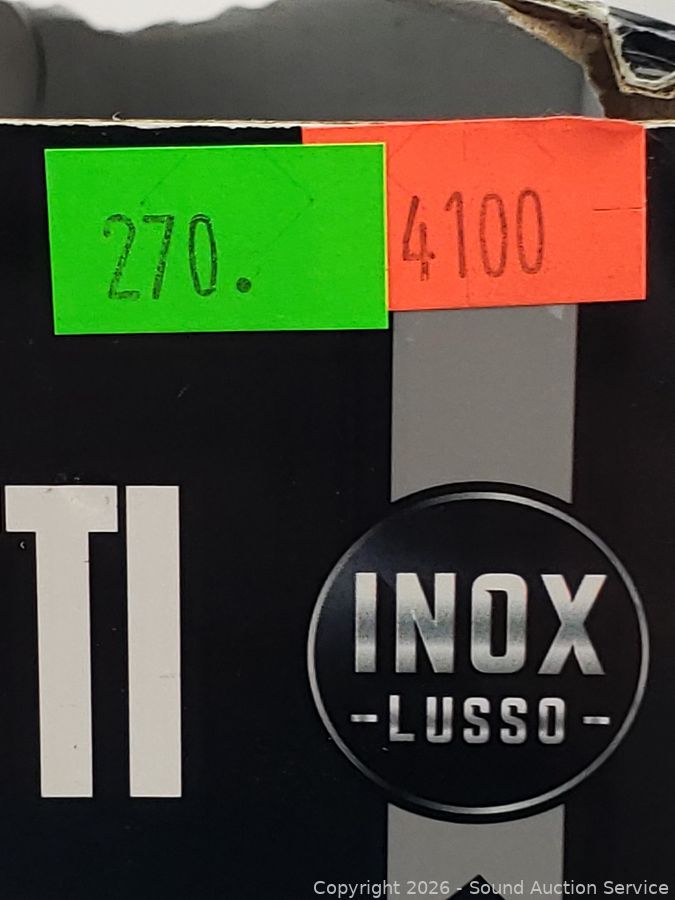 270.
4100
TI
INOX
-LUSSO-
Copyright 2026 - Sound Auction Service